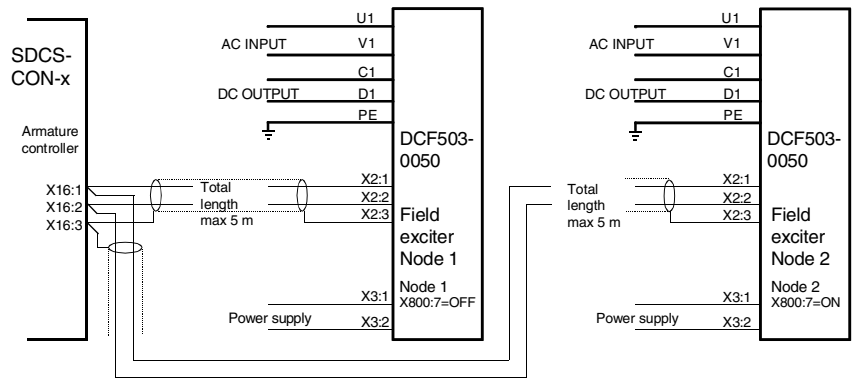 SDCS-
CON-x
Armature
controller
X16:1
X16:2
X16:3
AC INPUT
DC OUTPUT
U1
V1
C1
D1
PE
Total
length
max 5 m
X2:1
X2:2
X2:3
Power supply
X3:1
X3:2
DCF503-
0050
Field
exciter
Node 1
Node 1
X800:7=OFF
AC INPUT
DC OUTPUT
U1
V1
C1
D1
PE
Total
length
max 5 m
X2:1
X2:2
X2:3
Power supply
X3:1
X3:2
DCF503-
0050
Field
exciter
Node 2
Node 2
X800:7=ON